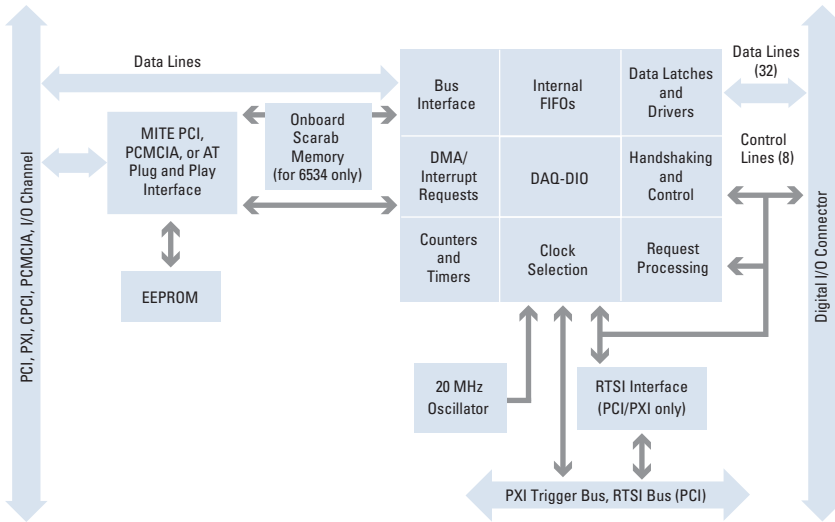 Data Lines
Bus
Interface
Internal
FIFOs
Data Latches
and
Drivers
Data Lines
(32)
MITE PCI,
PCMCIA, or AT
Plug and Play
Interface
Onboard
Scarab
Memory
(for 6534 only)
DMA/
Interrupt
Requests
DAQ-DIO
Handshaking
and
Control
Control
Lines (8)
Counters
and
Timers
Clock
Selection
Request
Processing
EEPROM
PCI, PXI, CPCI, PCMCIA, I/O Channel
Digital I/O Connector
20 MHz
Oscillator
RTSI Interface
(PCI/PXI only)
PXI Trigger Bus, RTSI Bus (PCI)